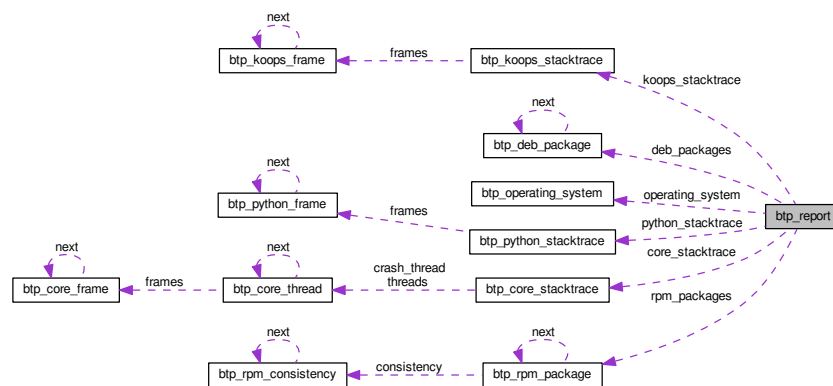 next
btp_koops_frame
frames
btp_koops_stacktrace
koops_stacktrace
next
btp_deb_package
deb_packages
next
btp_python_frame
frames
btp_operating_system
operating_system
btp_report
python_stacktrace
btp_python_stacktrace
core_stacktrace
next
btp_core_frame
frames
next
btp_core_thread
crash_thread
threads
btp_core_stacktrace
rpm_packages
next
btp_rpm_consistency
consistency
next
btp_rpm_package